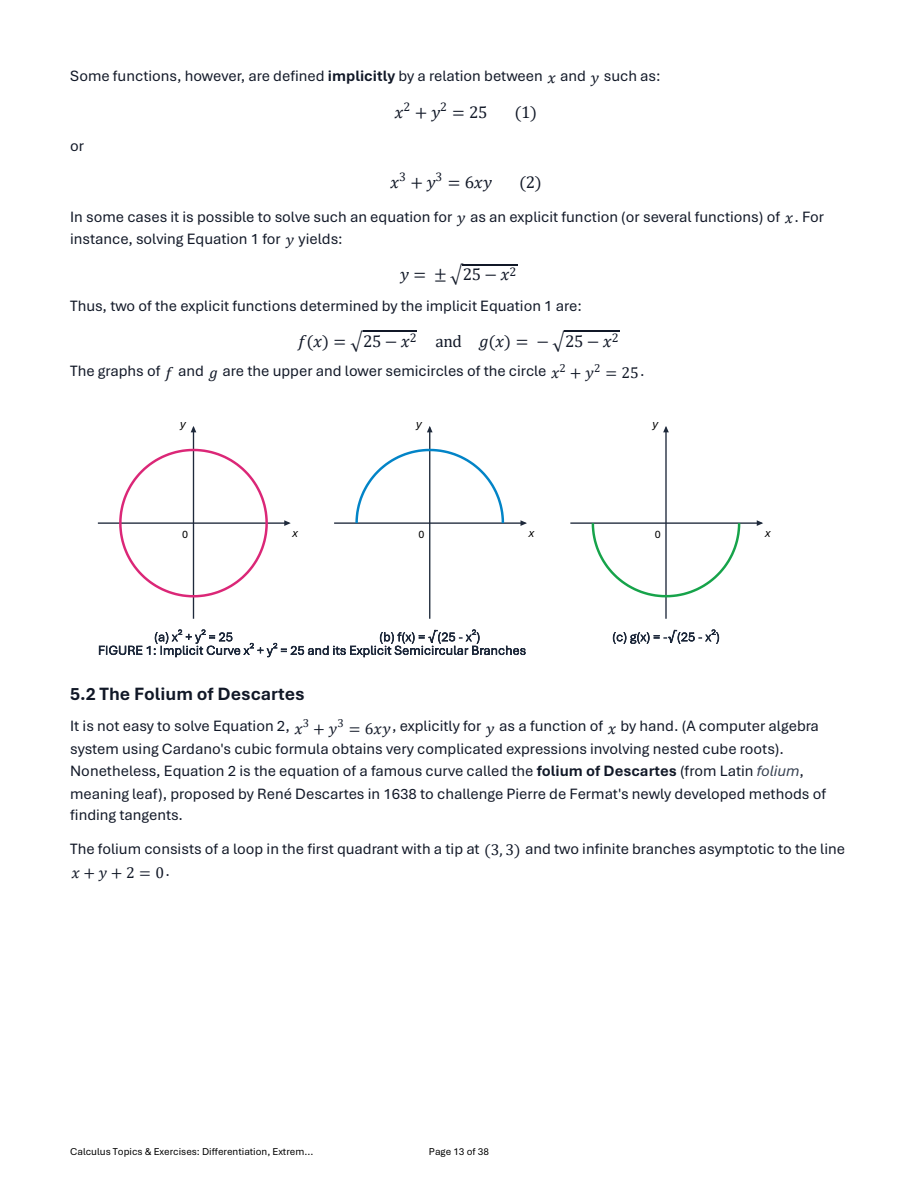 Some functions, however, are defined implicitly by a relation between x and y such as:
x² + y² = 25 (1)
or
x³ + y³ = 6xy (2)
In some cases it is possible to solve such an equation for y as an explicit function (or several functions) of x. For
instance, solving Equation 1 for y yields:
y = ±√(25 − x²)
Thus, two of the explicit functions determined by the implicit Equation 1 are:
f(x) = √(25 − x²) and g(x) = −√(25 − x²)
The graphs of f and g are the upper and lower semicircles of the circle x² + y² = 25.
y y y
0 x 0 x 0 x
(a) x² + y² = 25 (b) f(x) = √(25 - x²) (c) g(x) = -√(25 - x²)
FIGURE 1: Implicit Curve x² + y² = 25 and its Explicit Semicircular Branches
5.2 The Folium of Descartes
It is not easy to solve Equation 2, x³ + y³ = 6xy, explicitly for y as a function of x by hand. (A computer algebra
system using Cardano's cubic formula obtains very complicated expressions involving nested cube roots).
Nonetheless, Equation 2 is the equation of a famous curve called the folium of Descartes (from Latin folium,
meaning leaf), proposed by René Descartes in 1638 to challenge Pierre de Fermat's newly developed methods of
finding tangents.
The folium consists of a loop in the first quadrant with a tip at (3, 3) and two infinite branches asymptotic to the line
x + y + 2 = 0.
Calculus Topics & Exercises: Differentiation, Extrem... Page 13 of 38